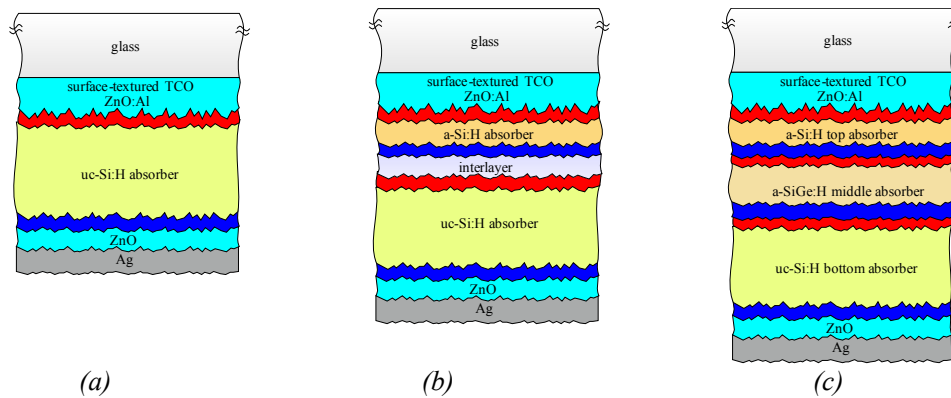 glass
surface-textured TCO
ZnO:Al
uc-Si:H absorber
ZnO
Ag
(a)
glass
surface-textured TCO
ZnO:Al
a-Si:H absorber
interlayer
uc-Si:H absorber
ZnO
Ag
(b)
glass
surface-textured TCO
ZnO:Al
a-Si:H top absorber
a-SiGe:H middle absorber
uc-Si:H bottom absorber
ZnO
Ag
(c)